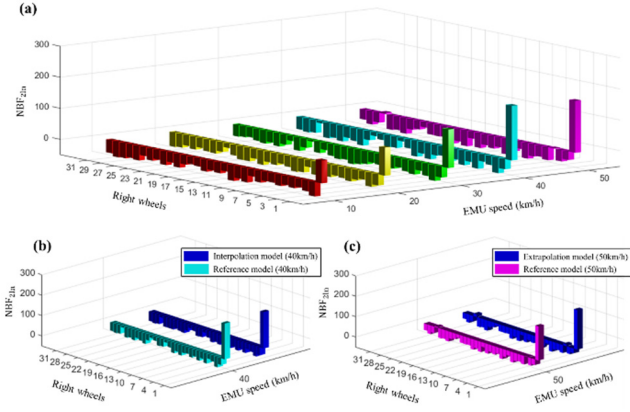 (a)
300
200
100
0
NBF2ln
31 29 27 25 23 21 19 17 15 13 11 9 7 5 3 1
Right wheels
10 20 30 40 50
EMU speed (km/h)
(b)
Interpolation model (40km/h)
Reference model (40km/h)
300
200
100
0
31 28 25 22 19 16 13 10 7 4 1
Right wheels
40
EMU speed (km/h)
(c)
Extrapolation model (50km/h)
Reference model (50km/h)
300
200
100
0
31 28 25 22 19 16 13 10 7 4 1
Right wheels
50
EMU speed (km/h)